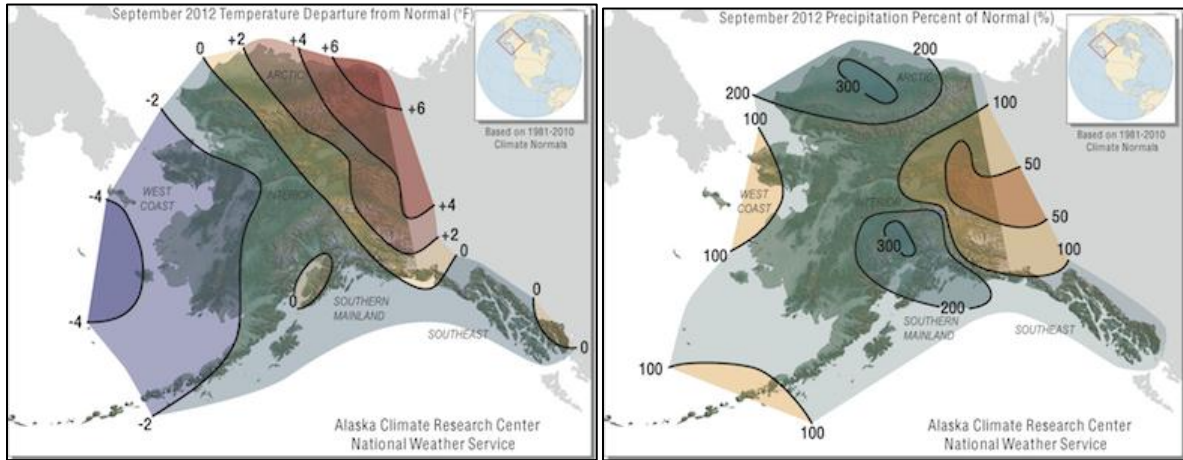 September 2012 Temperature Departure from Normal (°F)
0
+2
+4
+6
ARCTIC
-2
+6
Based on 1981-2010
Climate Normals
WEST
COAST
-4
INTERIOR
+4
+2
0
0
0
SOUTHERN
MAINLAND
-4
SOUTHEAST
0
-2
Alaska Climate Research Center
National Weather Service
September 2012 Precipitation Percent of Normal (%)
200
ARCTIC
300
200
100
100
Based on 1981-2010
Climate Normals
50
WEST
COAST
INTERIOR
50
300
100
100
200
SOUTHERN
MAINLAND
SOUTHEAST
100
100
Alaska Climate Research Center
National Weather Service